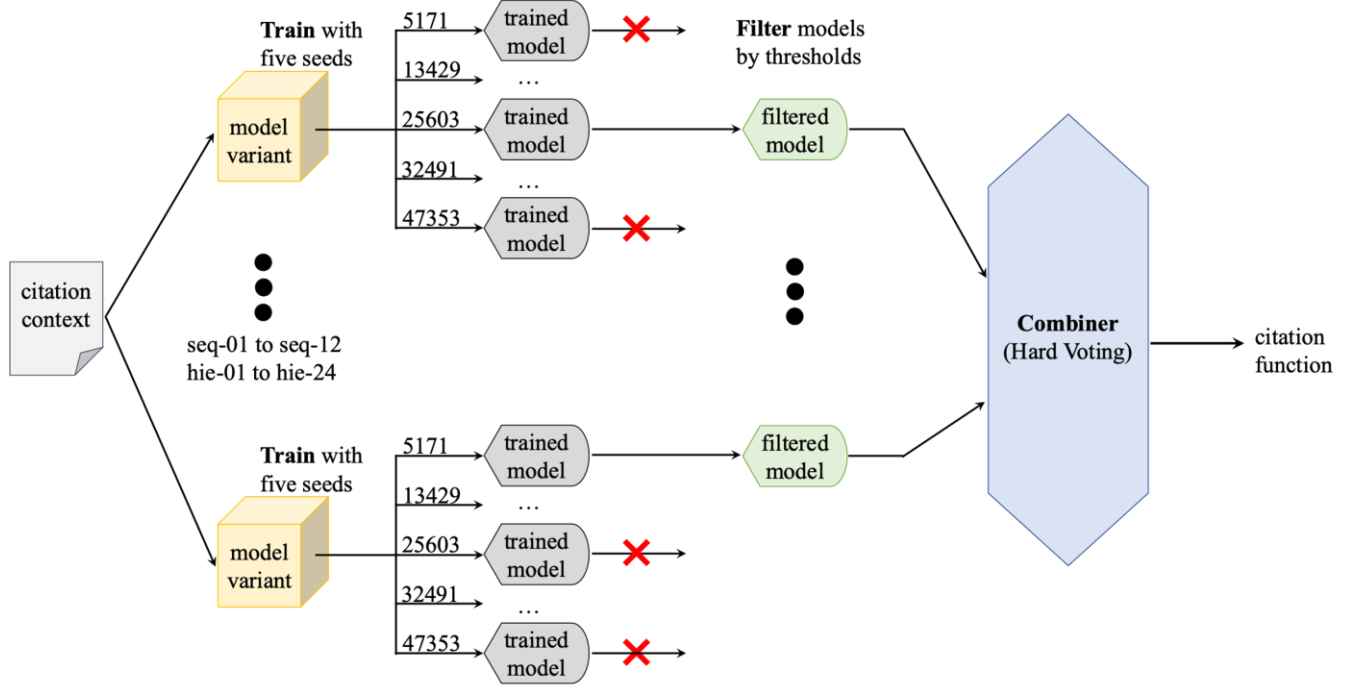 Train with
five seeds
5171
trained
model
Filter models
by thresholds
13429
…
model
variant
25603
trained
model
filtered
model
32491
…
47353
trained
model
citation
context
seq-01 to seq-12
hie-01 to hie-24
Combiner
(Hard Voting)
citation
function
Train with
five seeds
5171
trained
model
filtered
model
13429
…
model
variant
25603
trained
model
32491
…
47353
trained
model